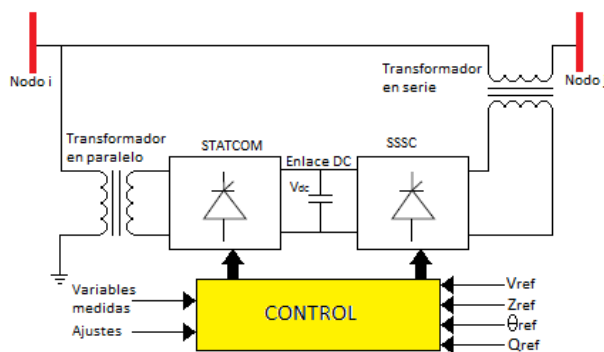 Nodo i
Transformador
en serie
Nodo
Transformador
en paralelo
STATCOM
Enlace DC
SSSC
Vdc
Variables
medidas
Ajustes
CONTROL
Vref
Zref
θref
Qref